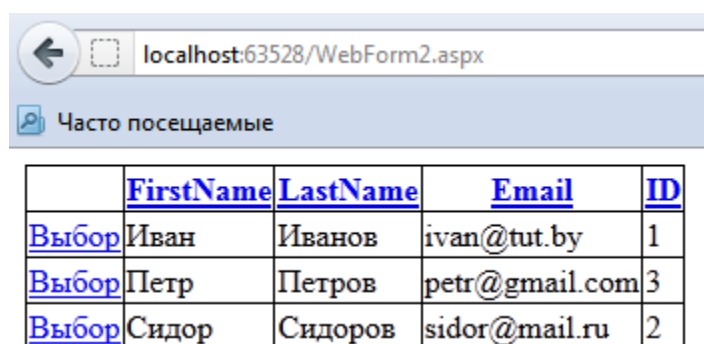 localhost:63528/WebForm2.aspx
Часто посещаемые
FirstName LastName Email ID
Выбор Иван Иванов ivan@tut.by 1
Выбор Петр Петров petr@gmail.com 3
Выбор Сидор Сидоров sidor@mail.ru 2